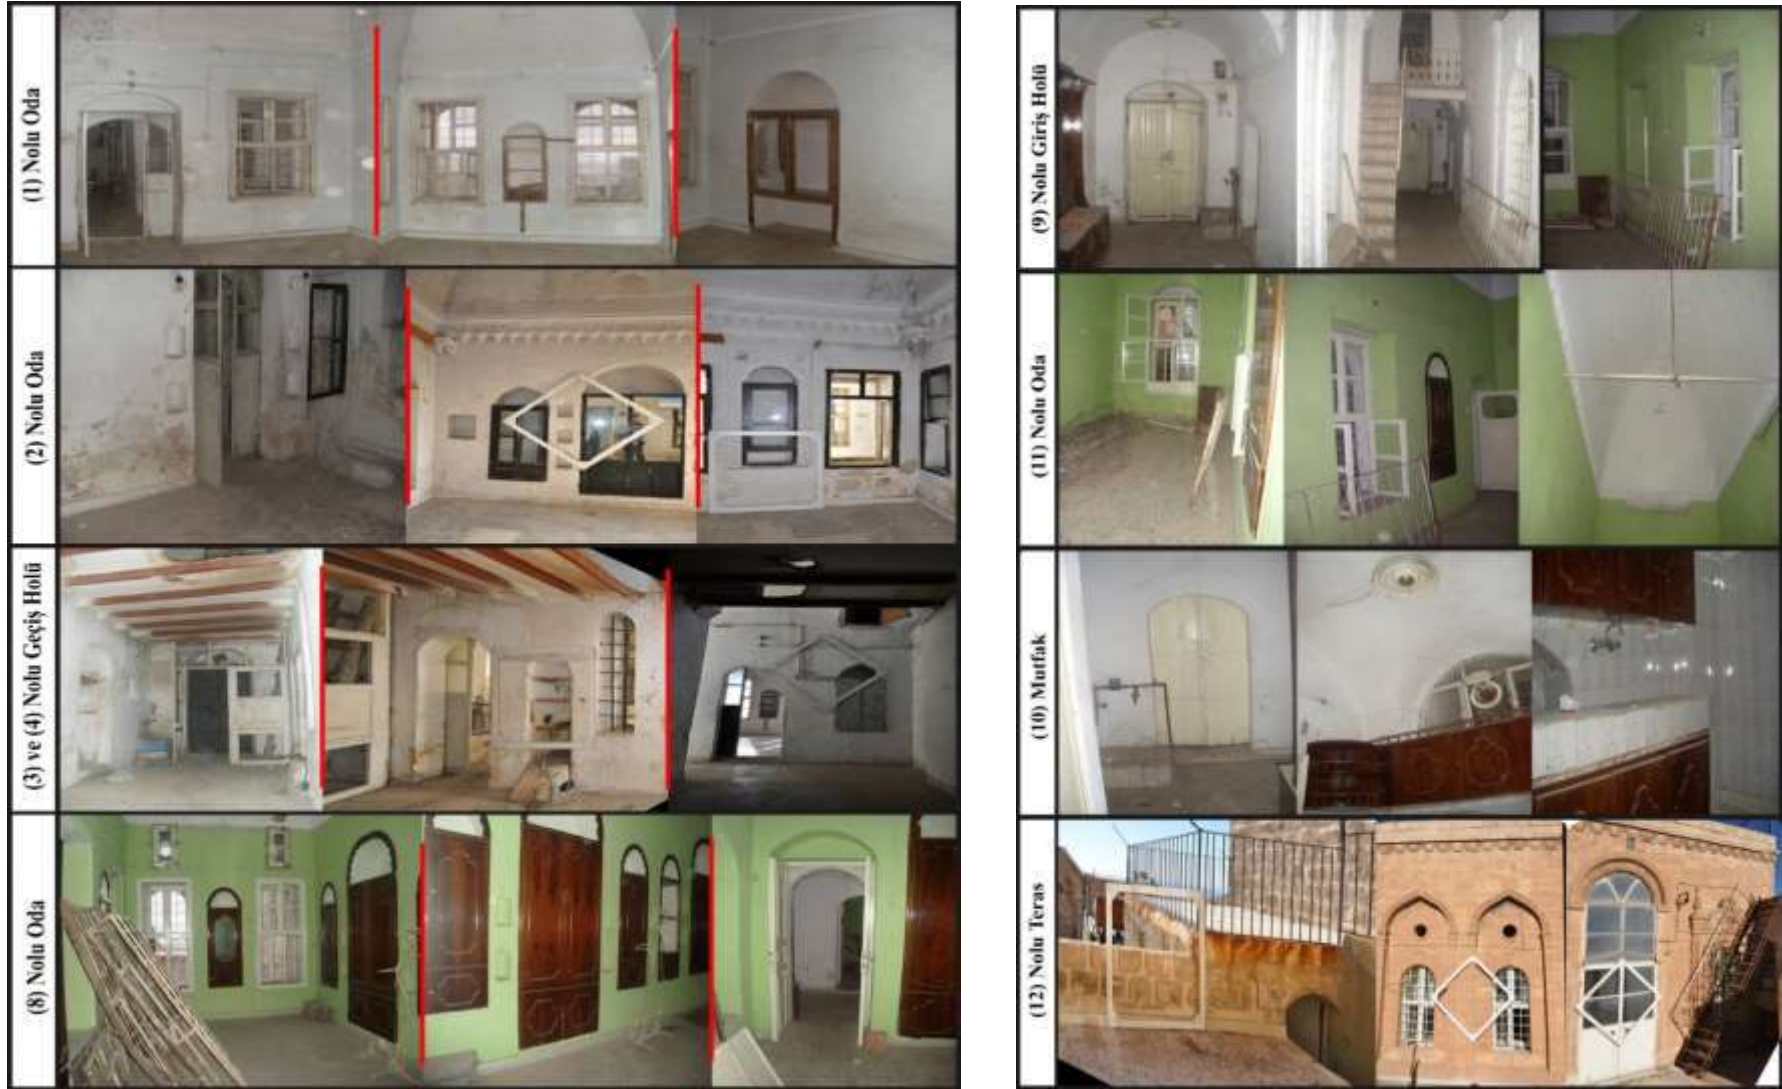 (1) Nolu Oda
(2) Nolu Oda
(3) ve (4) Nolu Geçiş Holü
(8) Nolu Oda
(9) Nolu Giriş Holü
(11) Nolu Oda
(10) Mutfak
(12) Nolu Teras